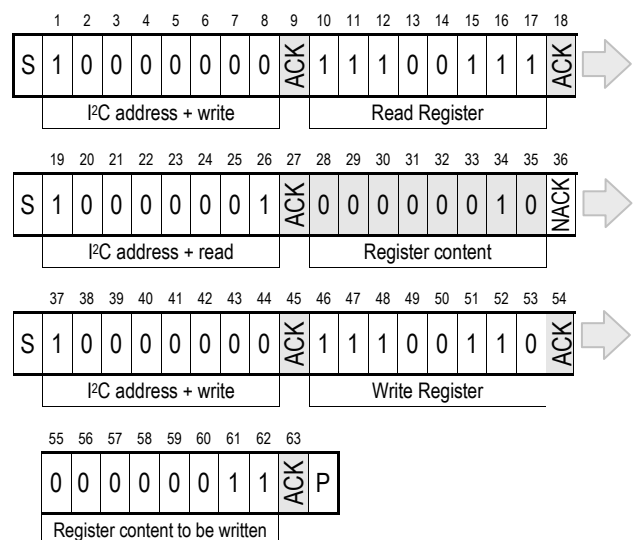 1 2 3 4 5 6 7 8 9 10 11 12 13 14 15 16 17 18
S 1 0 0 0 0 0 0 0 ACK 1 1 1 0 0 1 1 1 ACK
I²C address + write Read Register
19 20 21 22 23 24 25 26 27 28 29 30 31 32 33 34 35 36
S 1 0 0 0 0 0 0 1 ACK 0 0 0 0 0 0 1 0 NACK
I²C address + read Register content
37 38 39 40 41 42 43 44 45 46 47 48 49 50 51 52 53 54
S 1 0 0 0 0 0 0 0 ACK 1 1 1 0 0 1 1 0 ACK
I²C address + write Write Register
55 56 57 58 59 60 61 62 63
0 0 0 0 0 0 1 1 ACK P
Register content to be written